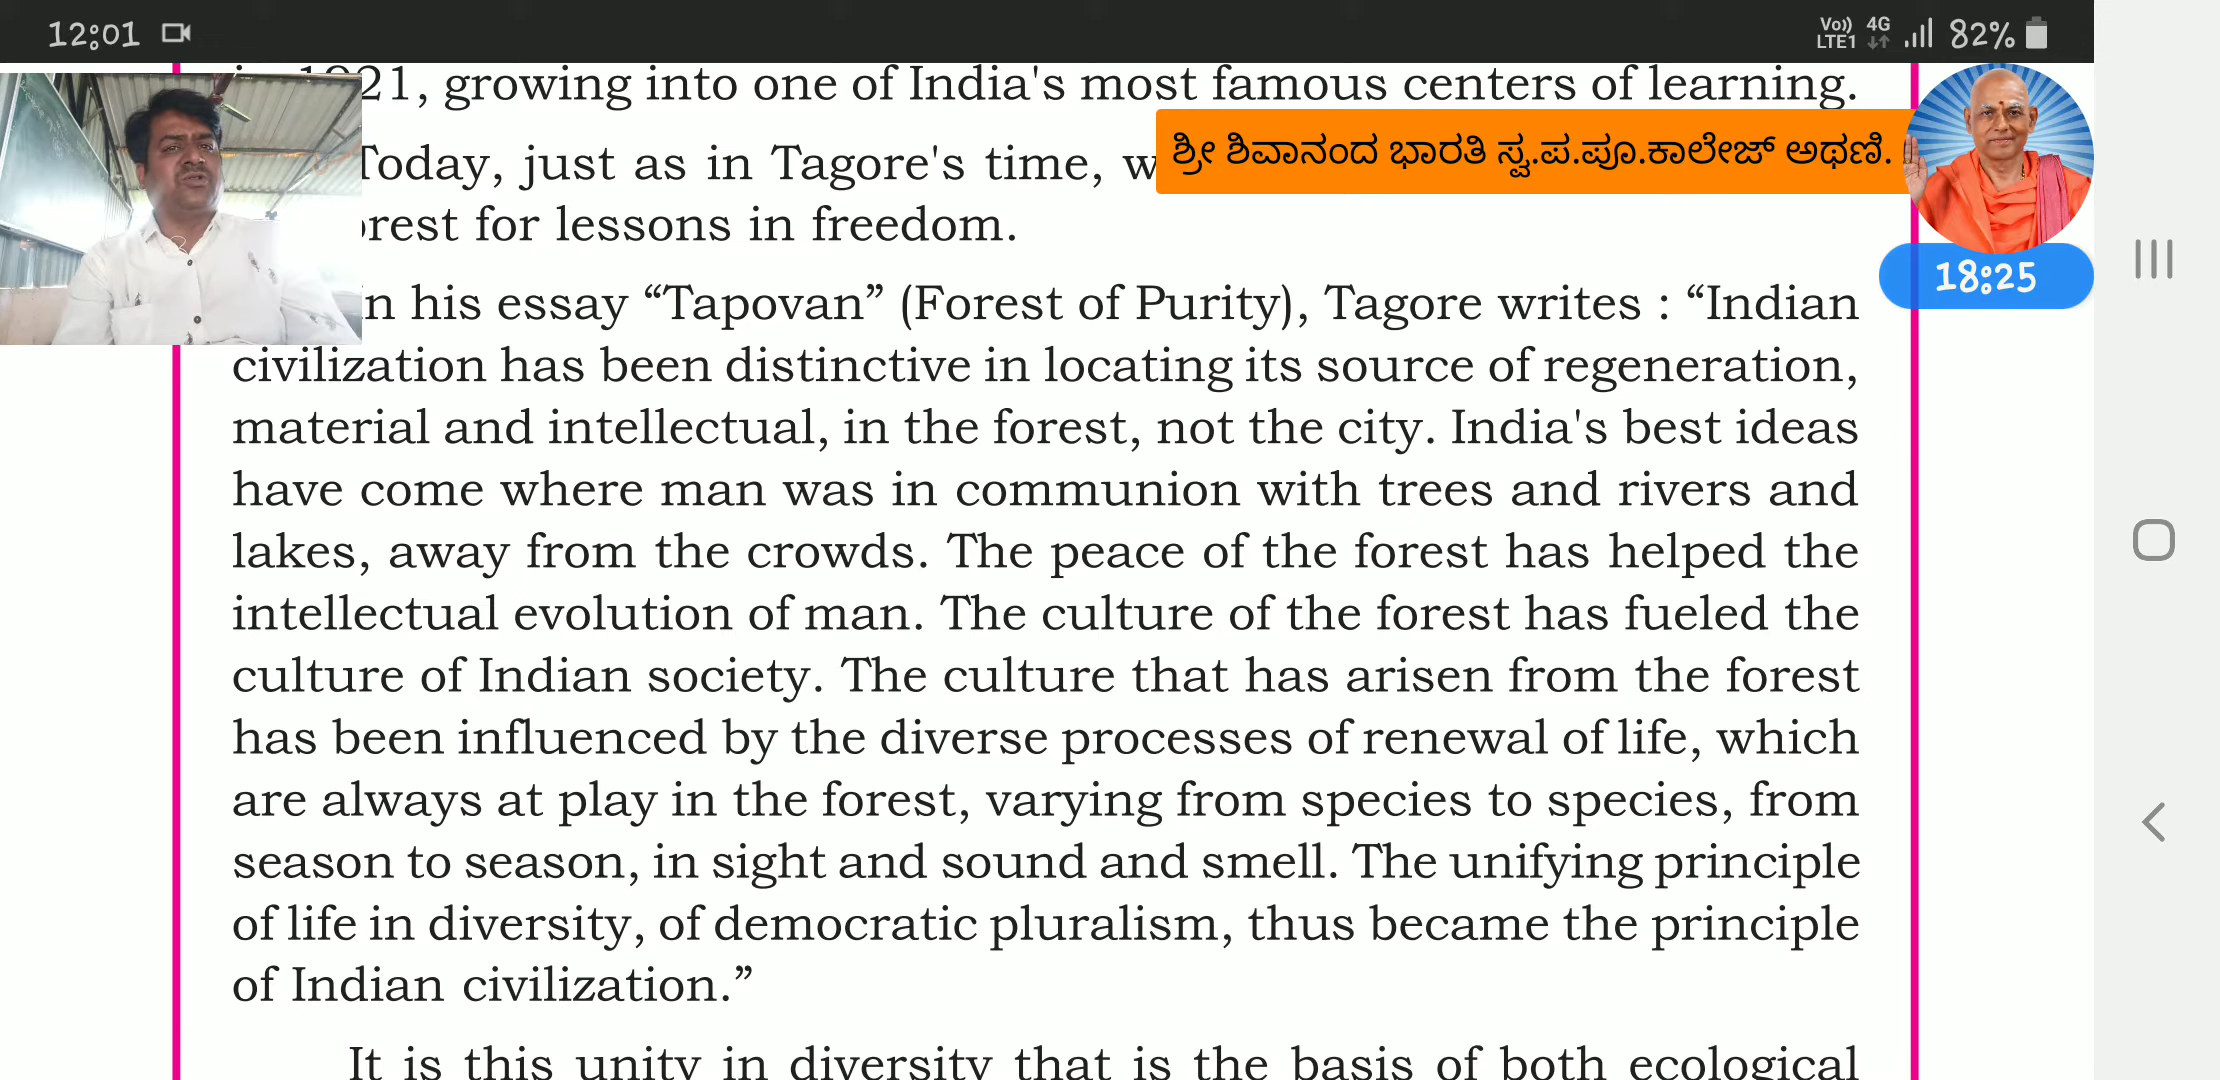 12:01
Vo)) LTE1 4G 82%
21, growing into one of India's most famous centers of learning.
Today, just as in Tagore's time, w
ಶ್ರೀ ಶಿವಾನಂದ ಭಾರತಿ ಸ್ವ.ಪ.ಪೂ.ಕಾಲೇಜ್ ಅಥಣಿ.
rest for lessons in freedom.
18:25
n his essay “Tapovan” (Forest of Purity), Tagore writes : “Indian
civilization has been distinctive in locating its source of regeneration,
material and intellectual, in the forest, not the city. India's best ideas
have come where man was in communion with trees and rivers and
lakes, away from the crowds. The peace of the forest has helped the
intellectual evolution of man. The culture of the forest has fueled the
culture of Indian society. The culture that has arisen from the forest
has been influenced by the diverse processes of renewal of life, which
are always at play in the forest, varying from species to species, from
season to season, in sight and sound and smell. The unifying principle
of life in diversity, of democratic pluralism, thus became the principle
of Indian civilization.”
It is this unity in diversity that is the basis of both ecological